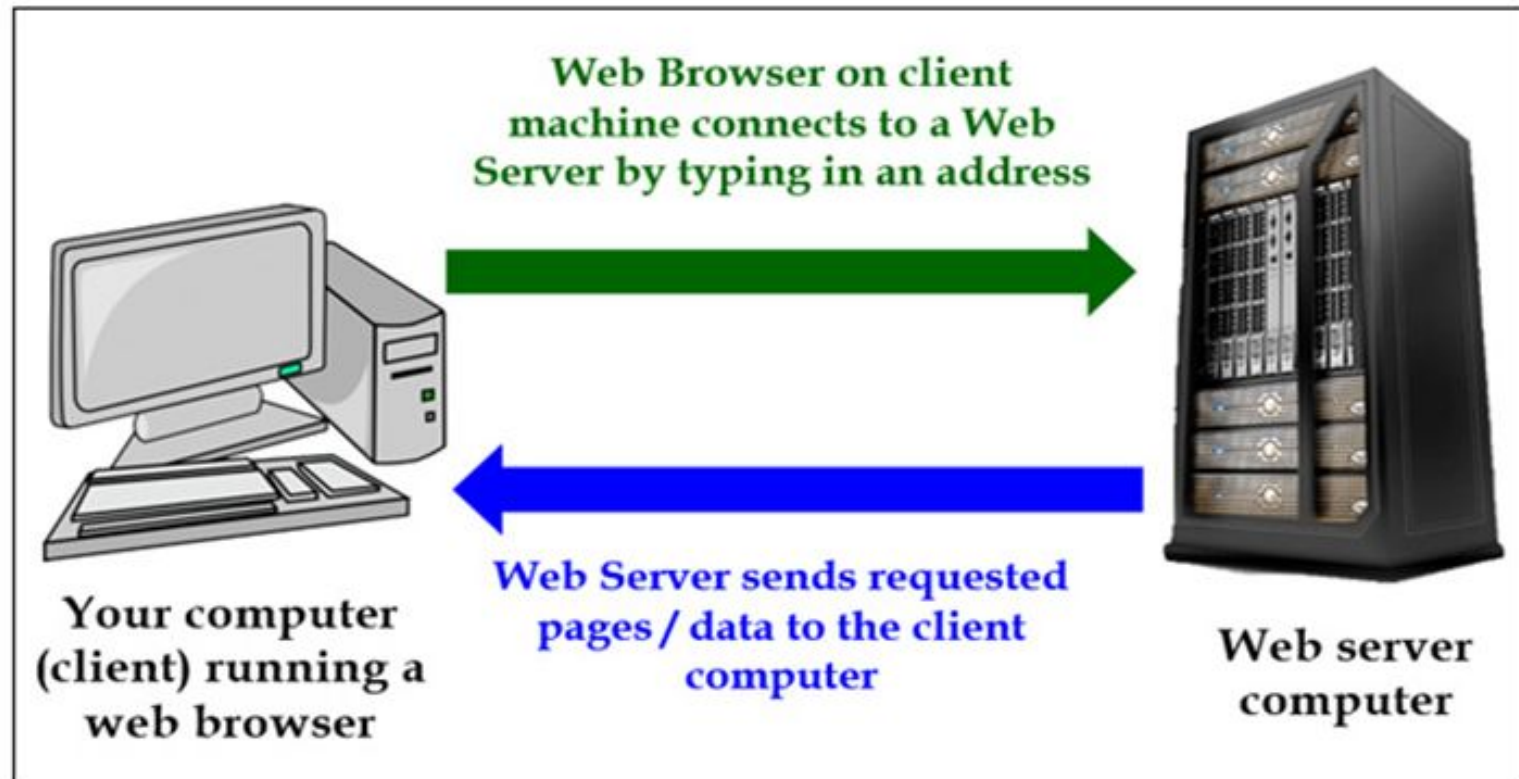 Web Browser on client
machine connects to a Web
Server by typing in an address
Web Server sends requested
pages / data to the client
computer
Your computer
(client) running a
web browser
Web server
computer